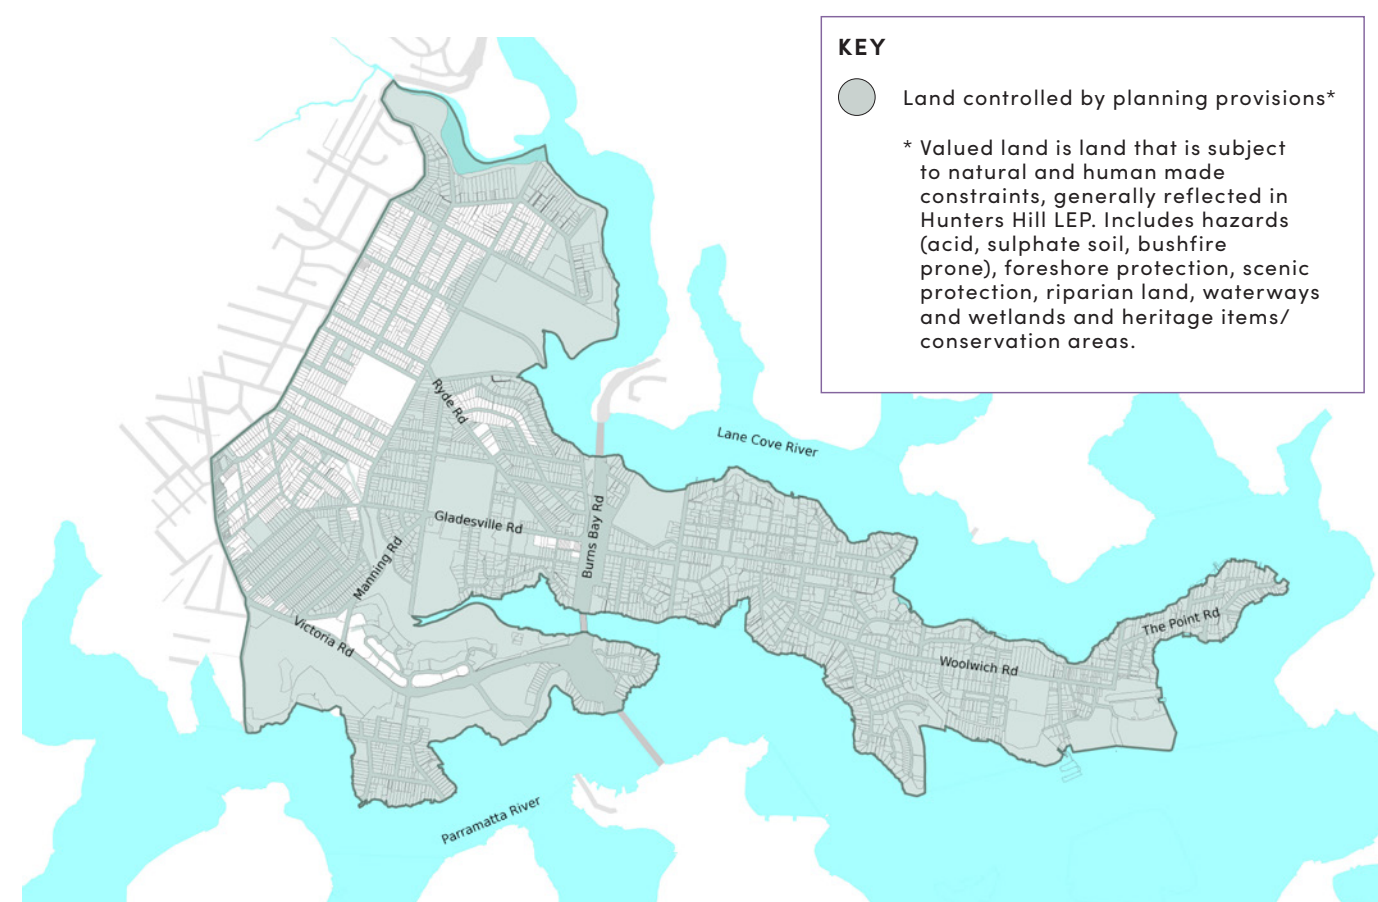 KEY
Land controlled by planning provisions*
* Valued land is land that is subject
to natural and human made
constraints, generally reflected in
Hunters Hill LEP. Includes hazards
(acid, sulphate soil, bushfire
prone), foreshore protection, scenic
protection, riparian land, waterways
and wetlands and heritage items/
conservation areas.
Ryde Rd
Lane Cove River
Gladesville Rd
Burns Bay Rd
Manning Rd
Victoria Rd
The Point Rd
Woolwich Rd
Parramatta River